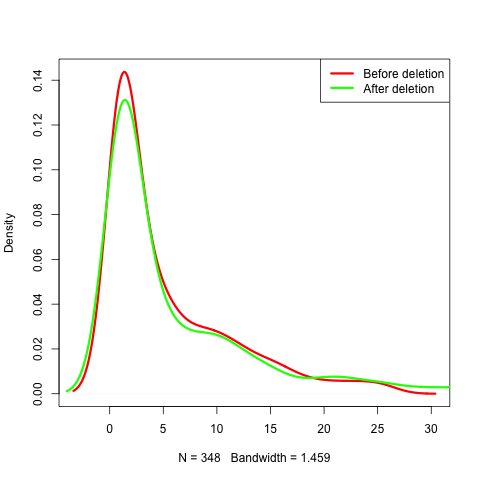 Before deletion
After deletion
Density
0.14
0.12
0.10
0.08
0.06
0.04
0.02
0.00
0 5 10 15 20 25 30
N = 348 Bandwidth = 1.459